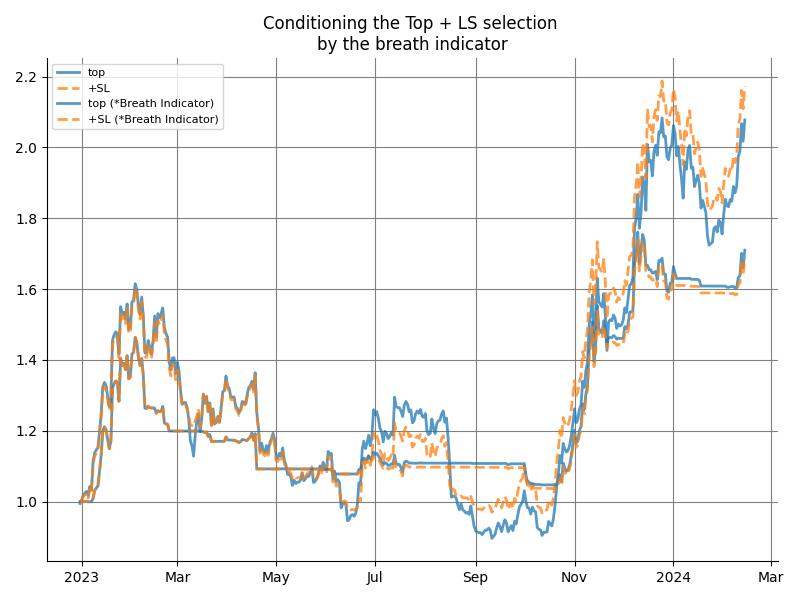 Conditioning the Top + LS selection
by the breath indicator
top
+SL
top (*Breath Indicator)
+SL (*Breath Indicator)
2.2
2.0
1.8
1.6
1.4
1.2
1.0
2023 Mar May Jul Sep Nov 2024 Mar